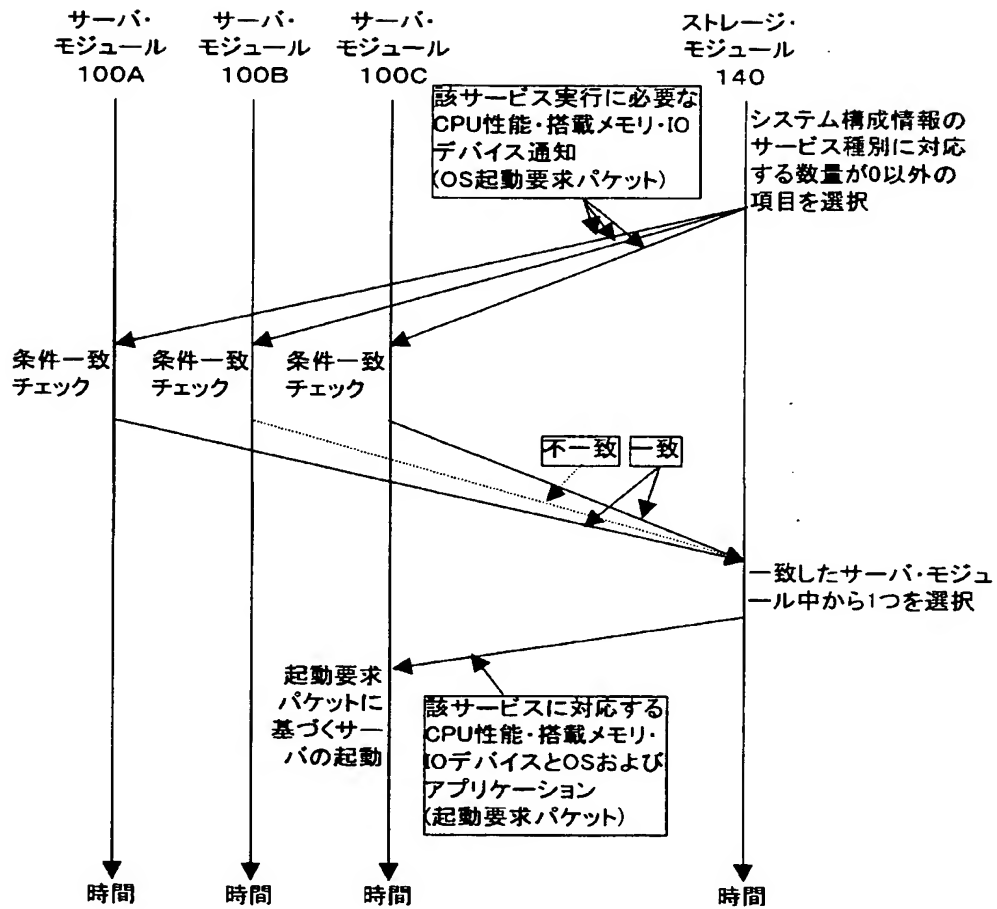 サーバ・
モジュール
100A
サーバ・
モジュール
100B
サーバ・
モジュール
100C
ストレージ・
モジュール
140
該サービス実行に必要な
CPU性能・搭載メモリ・IO
デバイス通知
(OS起動要求パケット)
システム構成情報の
サービス種別に対応
する数量が0以外の
項目を選択
条件一致
チェック
条件一致
チェック
条件一致
チェック
不一致
一致
一致したサーバ・モジュ
ール中から1つを選択
起動要求
パケットに
基づくサー
バの起動
該サービスに対応する
CPU性能・搭載メモリ・
IOデバイスとOSおよび
アプリケーション
(起動要求パケット)
時間
時間
時間
時間